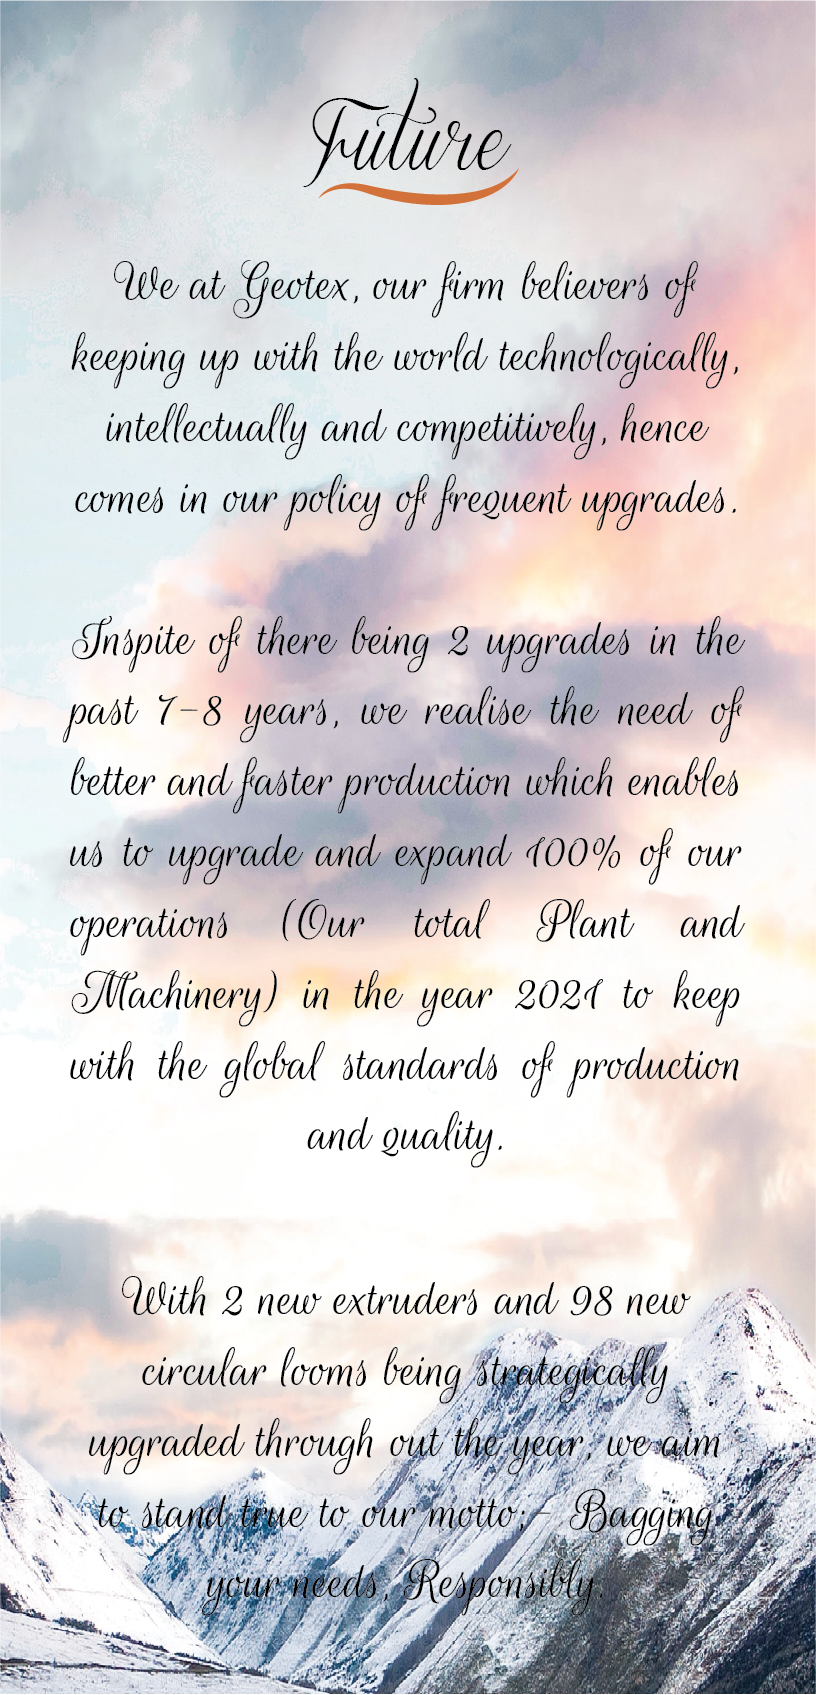 Future
We at Geotex, our firm believers of
keeping up with the world technologically,
intellectually and competitively, hence
comes in our policy of frequent upgrades.
Inspite of there being 2 upgrades in the
past 7-8 years, we realise the need of
better and faster production which enables
us to upgrade and expand 100% of our
operations (Our total Plant and
Machinery) in the year 2021 to keep
with the global standards of production
and quality.
With 2 new extruders and 98 new
circular looms being strategically
upgraded through out the year, we aim
to stand true to our motto;- Bagging
your needs, Responsibly.